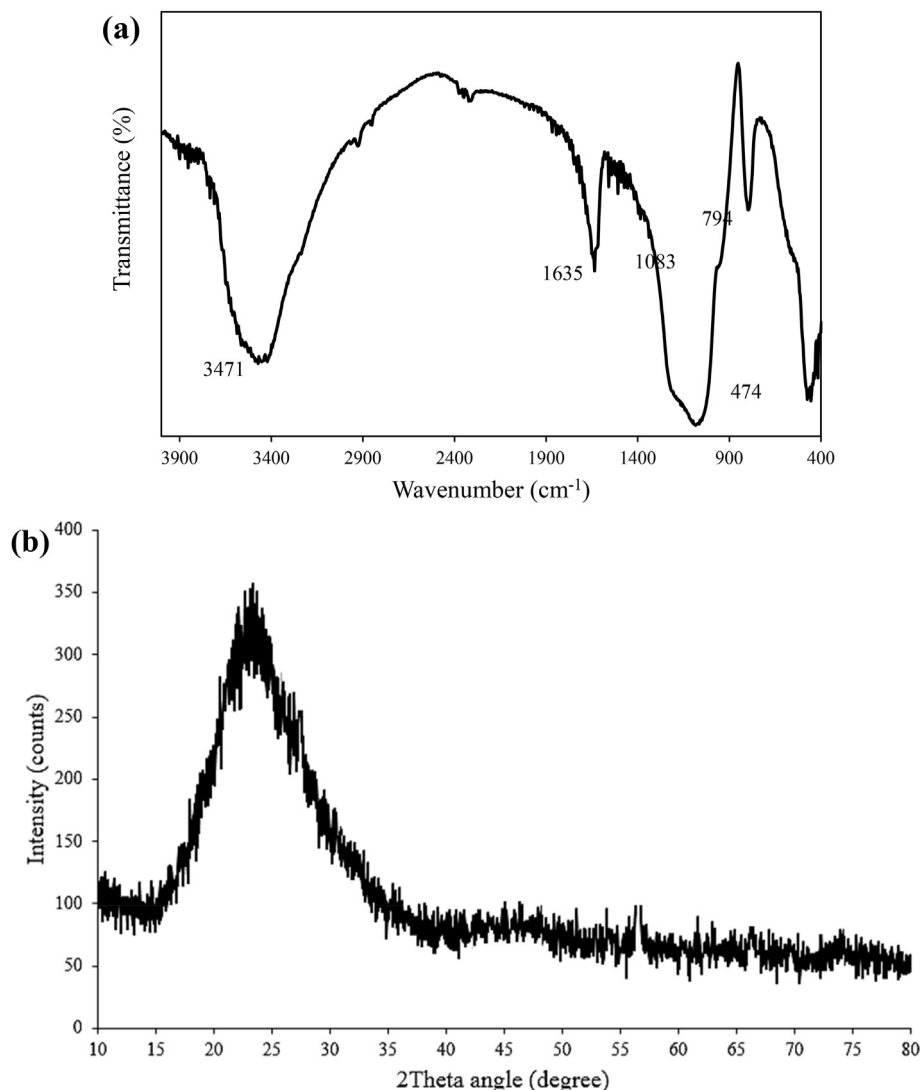 (a)
Transmittance (%)
3471
1635
1083
794
474
3900 3400 2900 2400 1900 1400 900 400
Wavenumber (cm⁻¹)
(b)
Intensity (counts)
400
350
300
250
200
150
100
50
0
10 15 20 25 30 35 40 45 50 55 60 65 70 75 80
2Theta angle (degree)